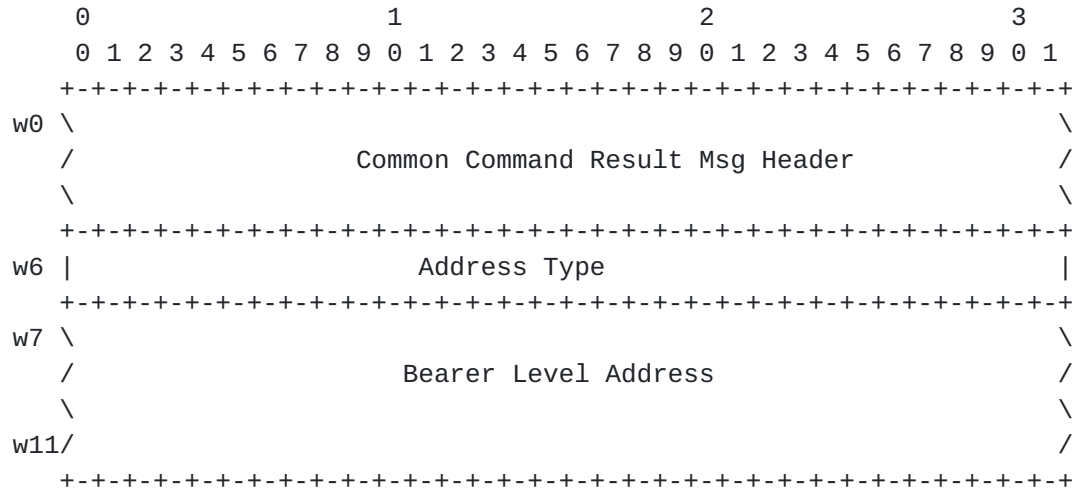 0                   1                   2                   3
0 1 2 3 4 5 6 7 8 9 0 1 2 3 4 5 6 7 8 9 0 1 2 3 4 5 6 7 8 9 0 1
+-+-+-+-+-+-+-+-+-+-+-+-+-+-+-+-+-+-+-+-+-+-+-+-+-+-+-+-+-+-+-+-+
w0 \                                                               \
/                  Common Command Result Msg Header             /
\                                                               \
+-+-+-+-+-+-+-+-+-+-+-+-+-+-+-+-+-+-+-+-+-+-+-+-+-+-+-+-+-+-+-+-+
w6 |                      Address Type                             |
+-+-+-+-+-+-+-+-+-+-+-+-+-+-+-+-+-+-+-+-+-+-+-+-+-+-+-+-+-+-+-+-+
w7 \                                                               \
/                     Bearer Level Address                      /
\                                                               \
w11/                                                               /
+-+-+-+-+-+-+-+-+-+-+-+-+-+-+-+-+-+-+-+-+-+-+-+-+-+-+-+-+-+-+-+-+